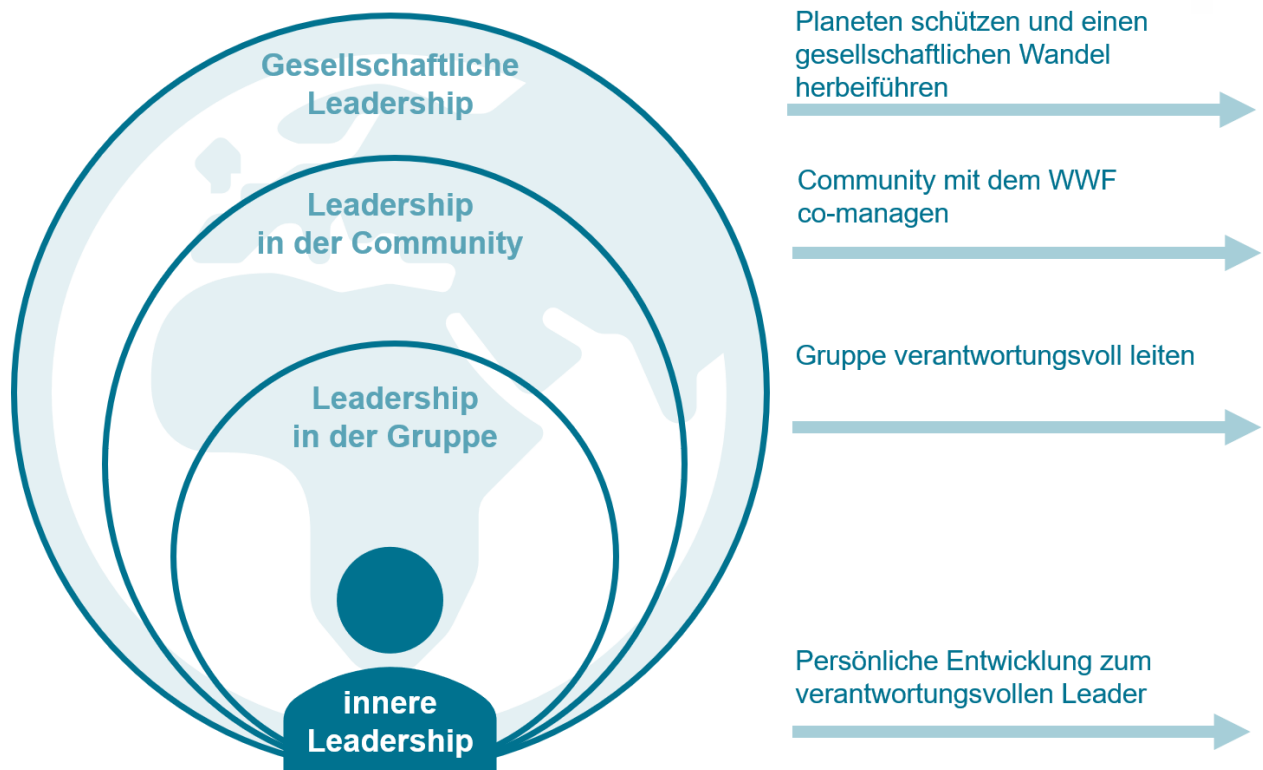 Gesellschaftliche
Leadership
Planeten schützen und einen
gesellschaftlichen Wandel
herbeiführen
Leadership
in der Community
Community mit dem WWF
co-managen
Leadership
in der Gruppe
Gruppe verantwortungsvoll leiten
innere
Leadership
Persönliche Entwicklung zum
verantwortungsvollen Leader